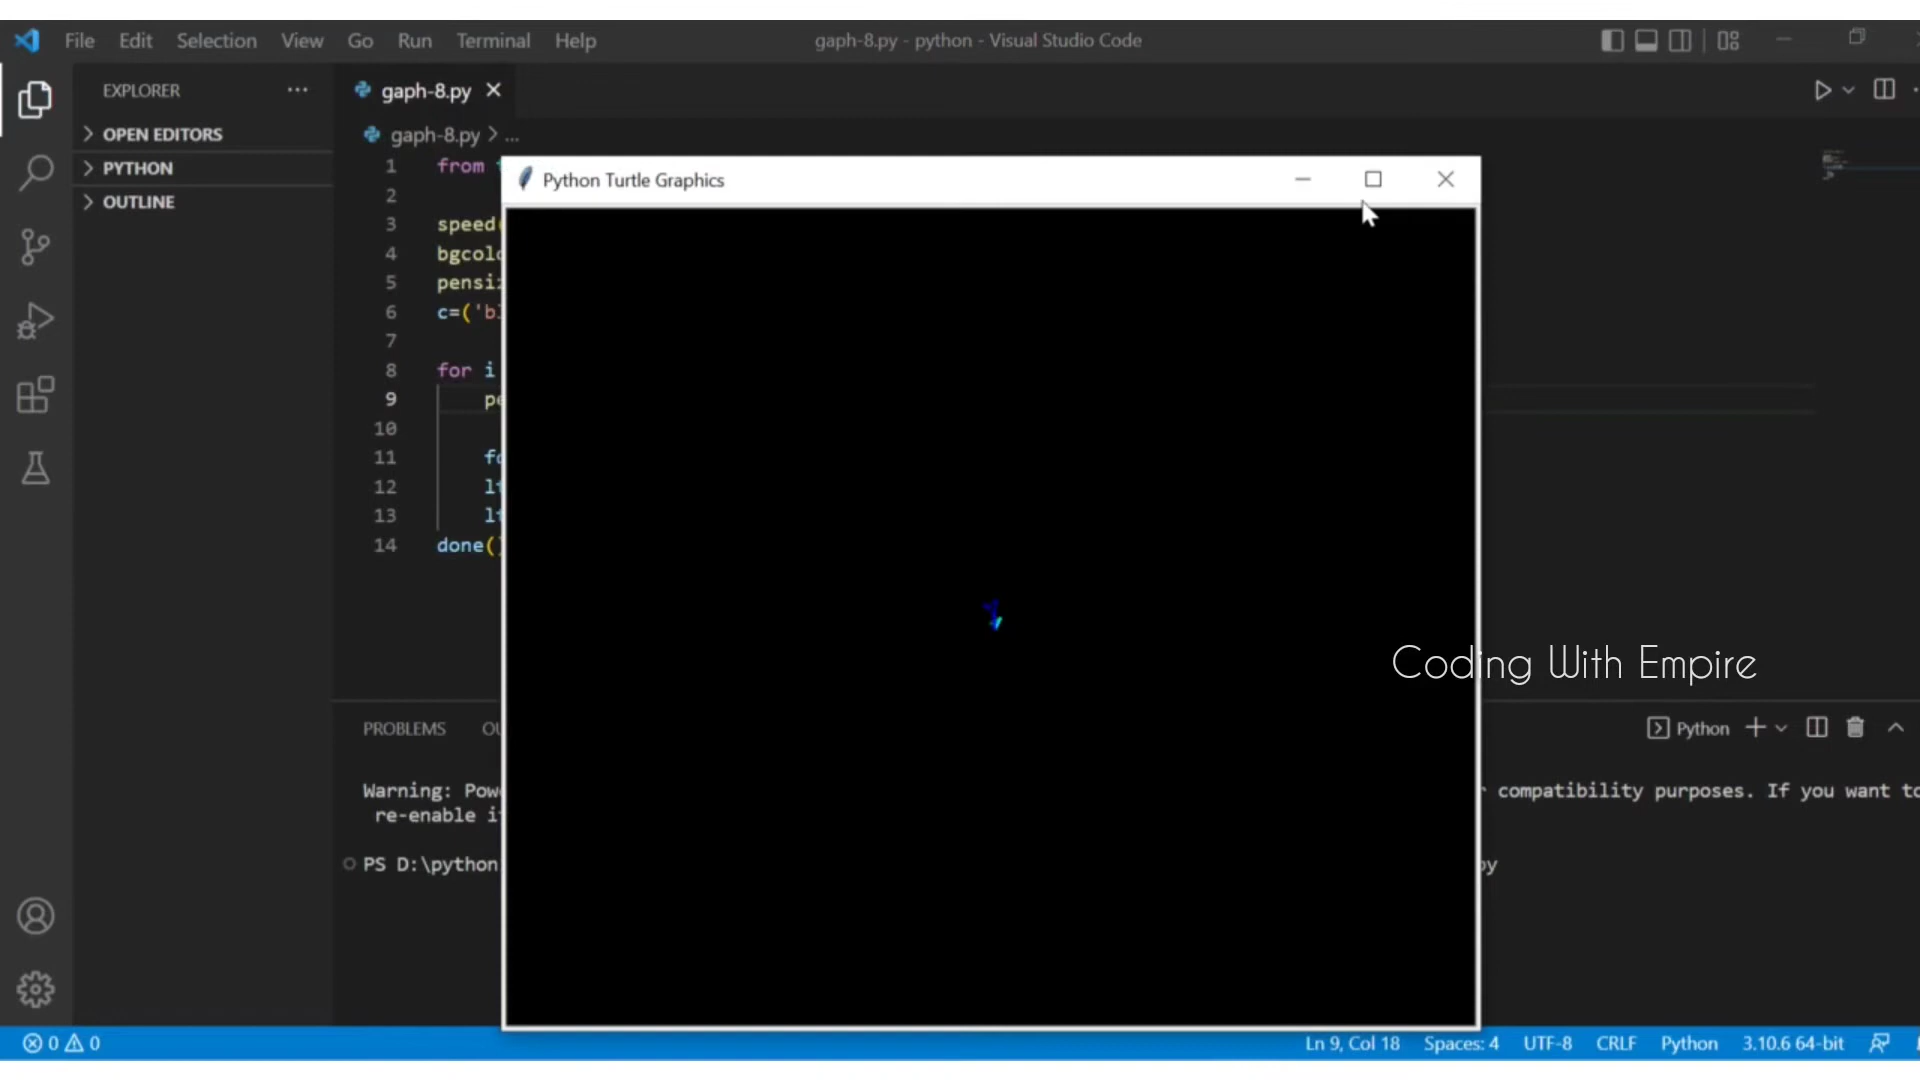 File Edit Selection View Go Run Terminal Help
gaph-8.py - python - Visual Studio Code
EXPLORER
OPEN EDITORS
PYTHON
OUTLINE
gaph-8.py
gaph-8.py > ...
1 from
2
3 speed
4 bgcol
5 pensi
6 c=('b
7
8 for i
9 pe
10
11
12 lt
13 lt
14 done(
Python Turtle Graphics
Coding With Empire
PROBLEMS
Python
Warning:
compatibility purposes. If you want to
re-enable
PS D:\python
py
0 0
Ln 9, Col 18 Spaces: 4 UTF-8 CRLF Python 3.10.6 64-bit